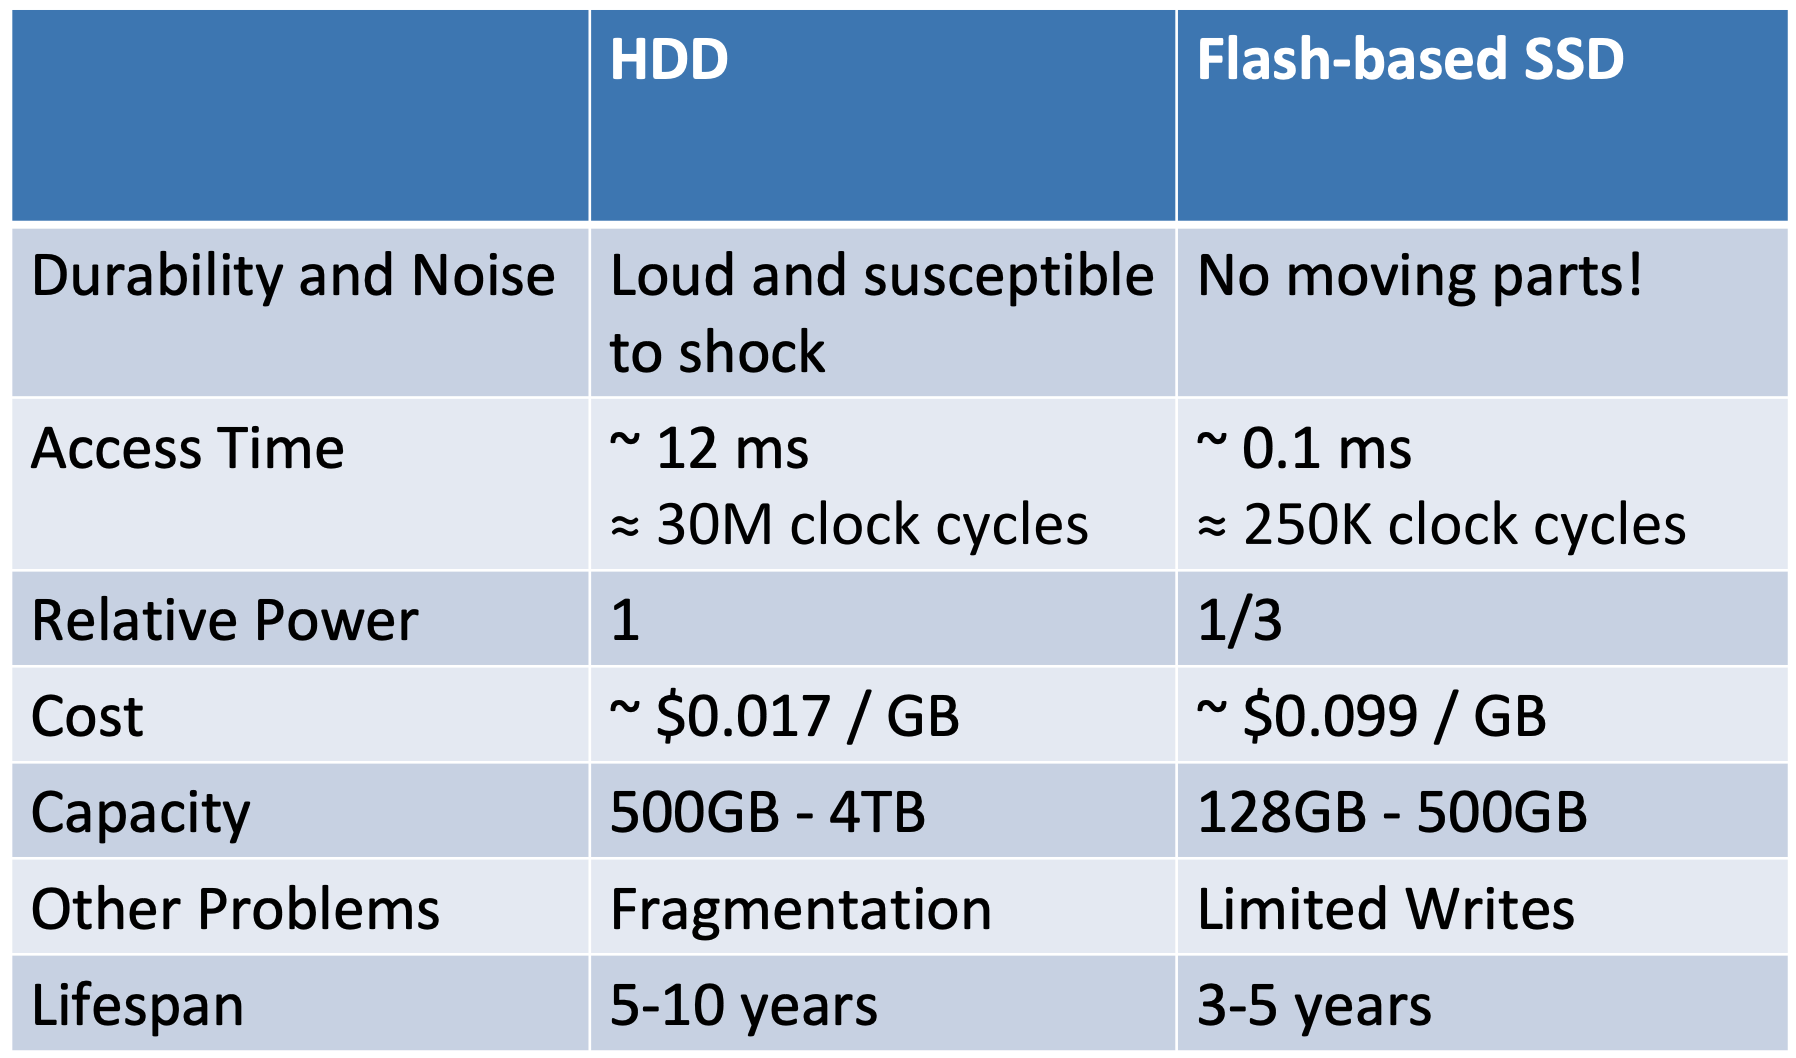 HDD
Flash-based SSD
Durability and Noise
Loud and susceptible
to shock
No moving parts!
Access Time
~ 12 ms
≈ 30M clock cycles
~ 0.1 ms
≈ 250K clock cycles
Relative Power
1
1/3
Cost
~ $0.017 / GB
~ $0.099 / GB
Capacity
500GB - 4TB
128GB - 500GB
Other Problems
Fragmentation
Limited Writes
Lifespan
5-10 years
3-5 years